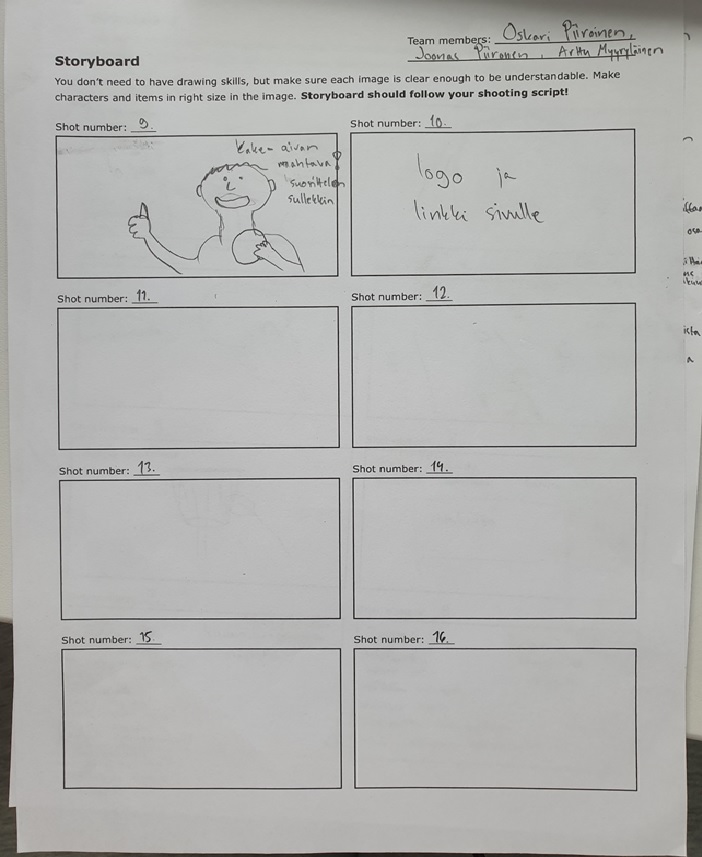 Team members: Oskari Piiroinen,
Joonas Piironen, Arttu Myyryläinen
Storyboard
You don't need to have drawing skills, but make sure each image is clear enough to be understandable. Make
characters and items in right size in the image. Storyboard should follow your shooting script!
Shot number: 9.
Shot number: 10.
aivan
mahtava!
suosittelen
sullekkin
logo ja
linkki sivulle
Shot number: 11.
Shot number: 12.
Shot number: 13.
Shot number: 14.
Shot number: 15
Shot number: 16.